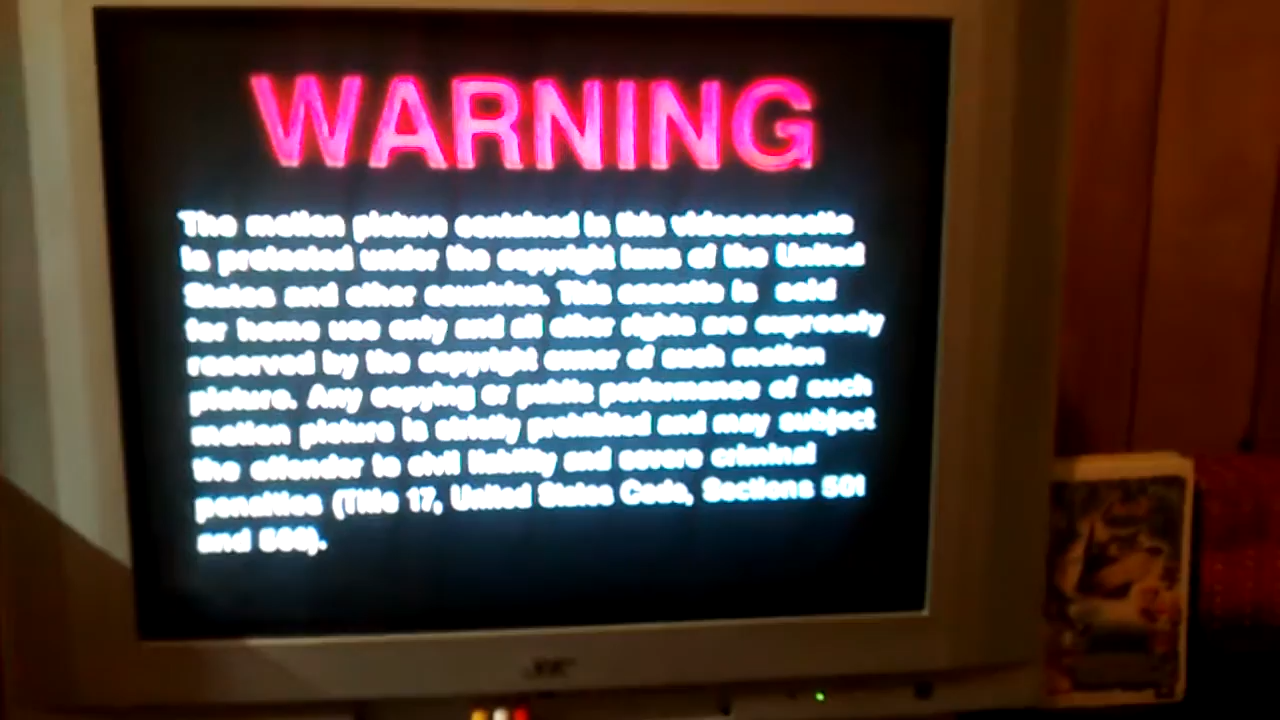 WARNING
The motion picture contained in this videocassette
is protected under the copyright laws of the United
States and other countries. This cassette is sold
for home use only and all other rights are expressly
reserved by the copyright owner of such motion
picture. Any copying or public performance of such
motion picture is strictly prohibited and may subject
the offender to civil liability and severe criminal
penalties (Title 17, United States Code, Sections 501
and 506).